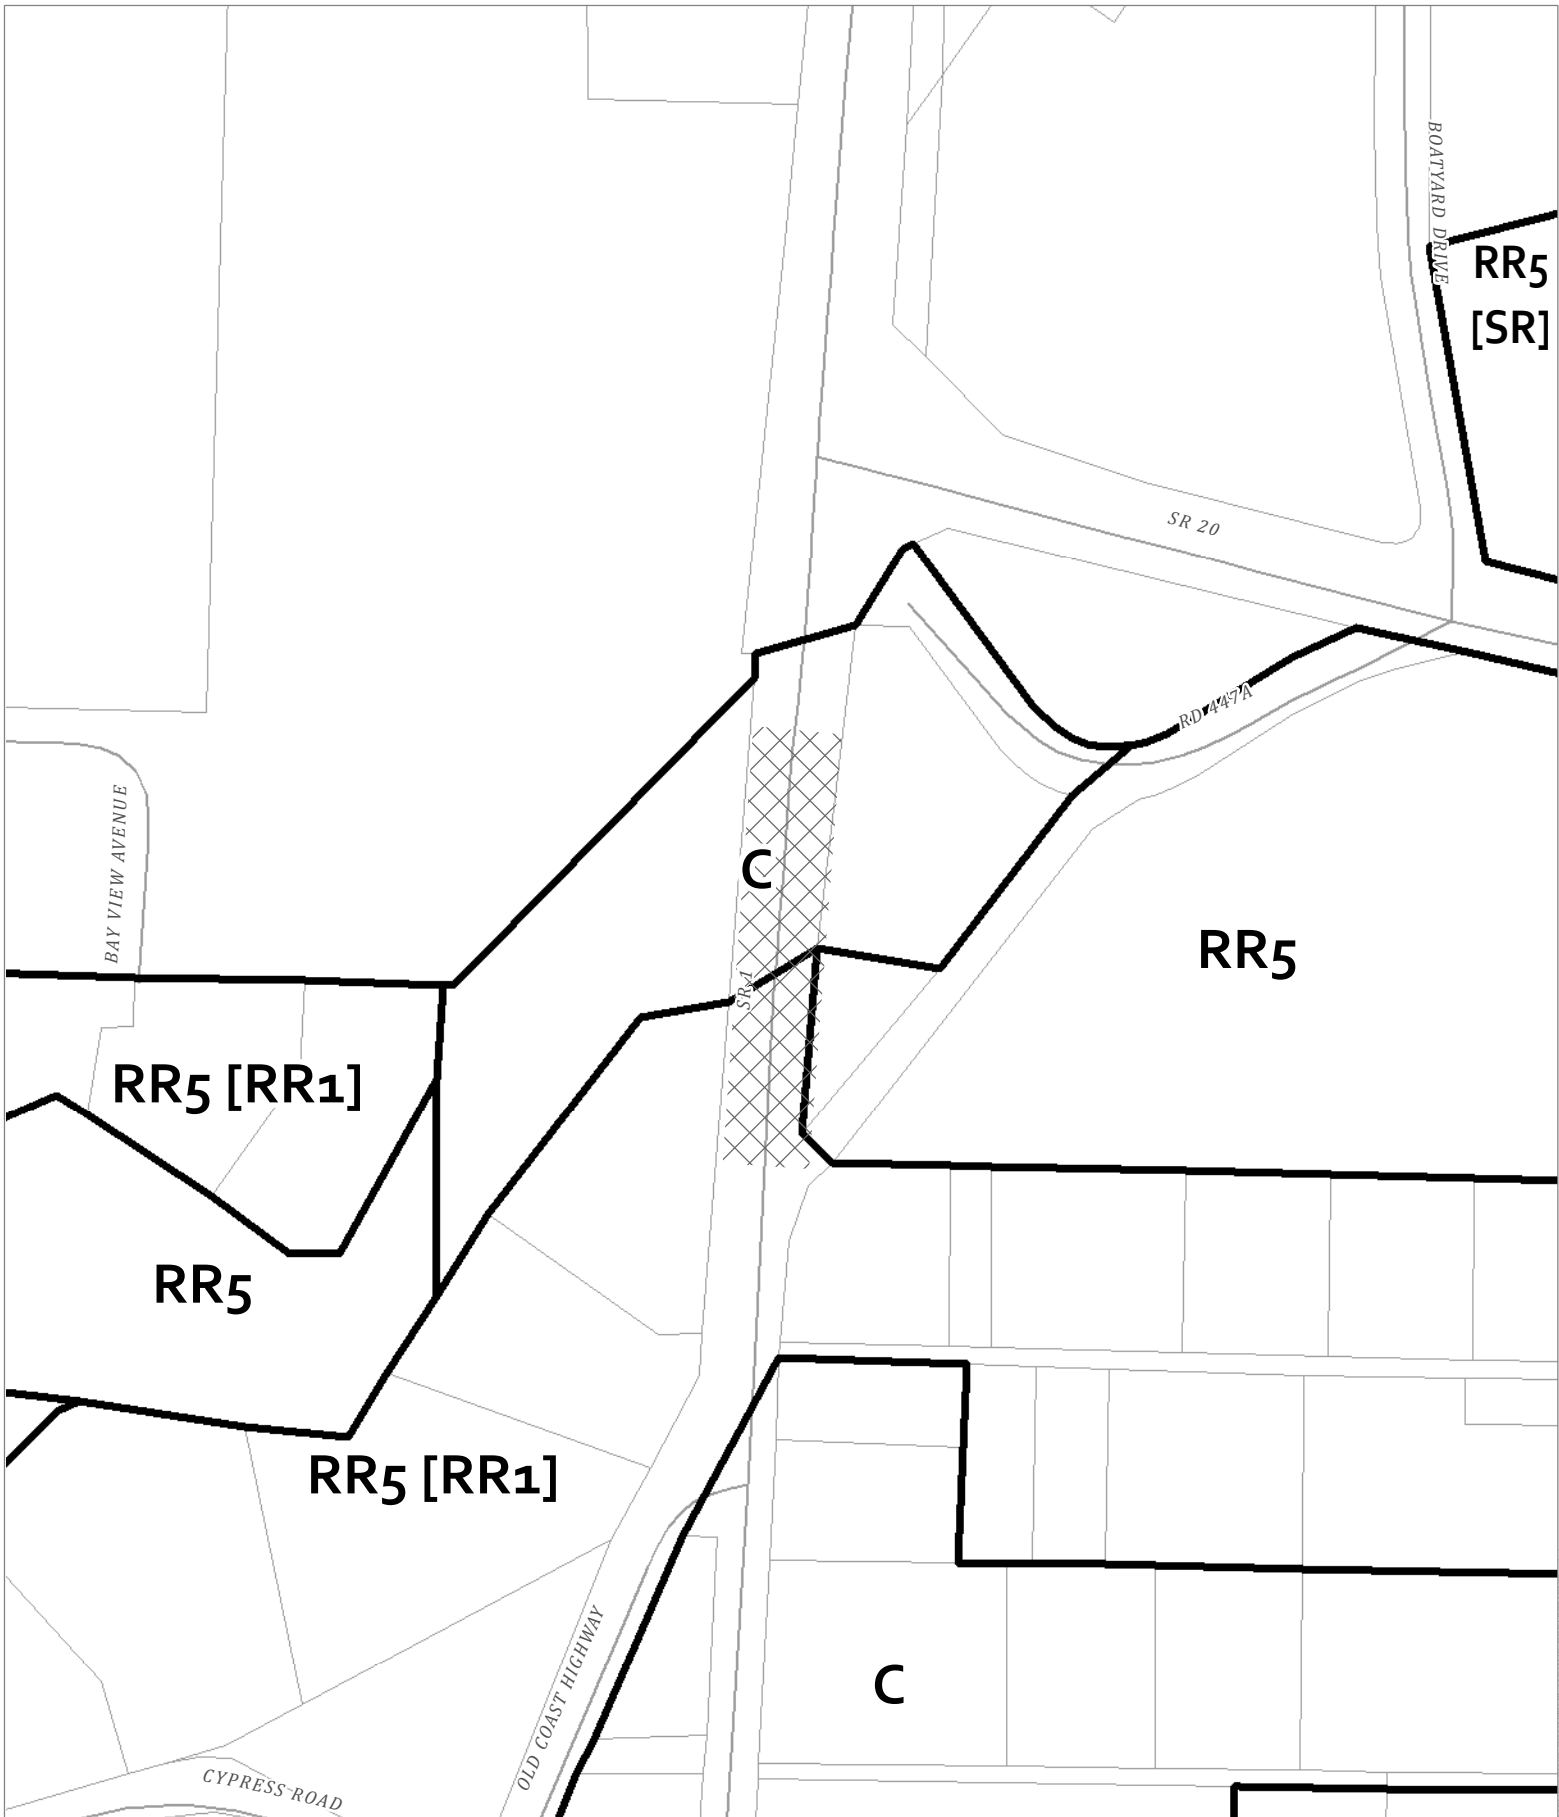 BOATYARD DRIVE
RR5
[SR]
SR 20
RD 447A
BAY VIEW AVENUE
C
RR5
SR 1
RR5 [RR1]
RR5
RR5 [RR1]
OLD COAST HIGHWAY
C
CYPRESS ROAD